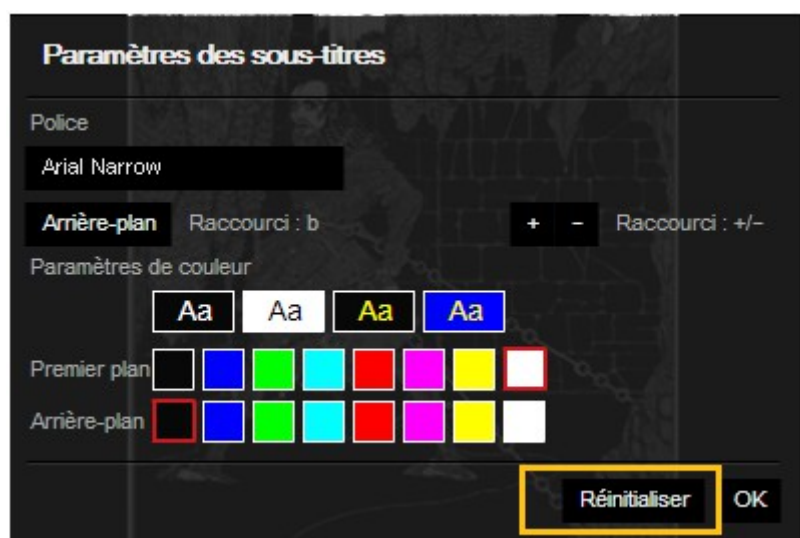 Paramètres des sous-titres
Police
Arial Narrow
Arrière-plan Raccourci : b + − Raccourci : +/−
Paramètres de couleur
Aa Aa Aa Aa
Premier plan
Arrière-plan
Réinitialiser OK